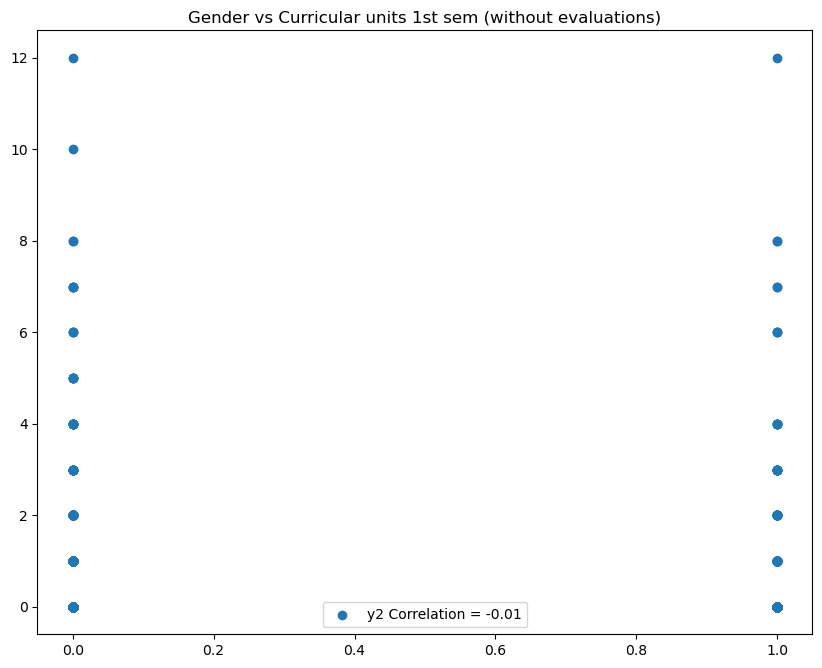 Gender vs Curricular units 1st sem (without evaluations)
12
10
8
6
4
2
0
y2 Correlation = -0.01
0.0 0.2 0.4 0.6 0.8 1.0